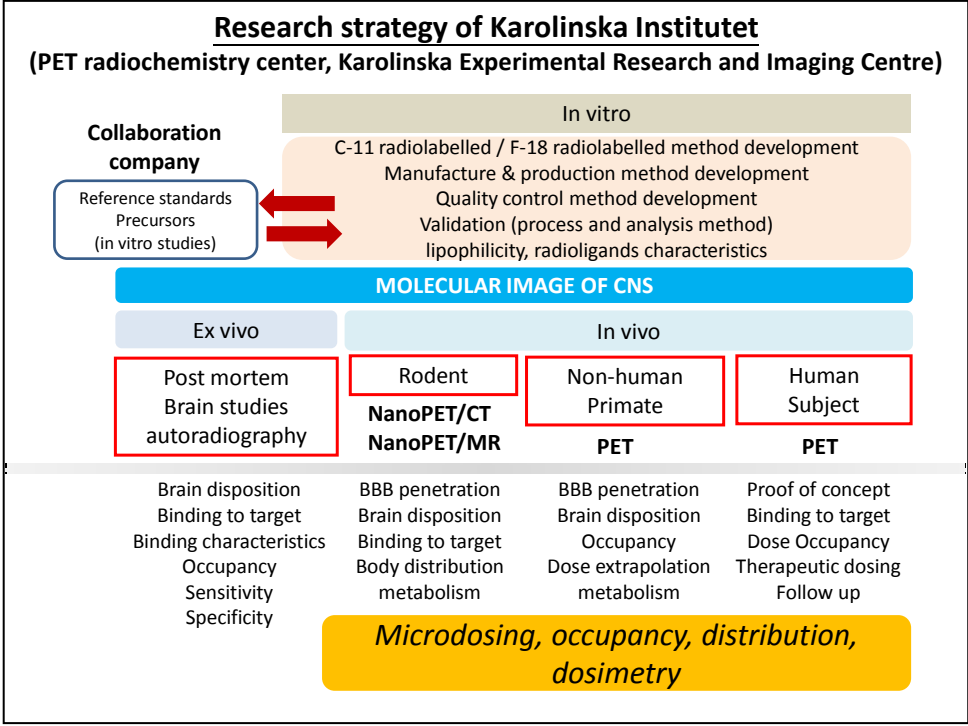 Research strategy of Karolinska Institutet
(PET radiochemistry center, Karolinska Experimental Research and Imaging Centre)
Collaboration
company
Reference standards
Precursors
(in vitro studies)
In vitro
C-11 radiolabelled / F-18 radiolabelled method development
Manufacture & production method development
Quality control method development
Validation (process and analysis method)
lipophilicity, radioligands characteristics
MOLECULAR IMAGE OF CNS
Ex vivo
In vivo
Post mortem
Brain studies
autoradiography
Rodent
NanoPET/CT
NanoPET/MR
Non-human
Primate
PET
Human
Subject
PET
Brain disposition
Binding to target
Binding characteristics
Occupancy
Sensitivity
Specificity
BBB penetration
Brain disposition
Binding to target
Body distribution
metabolism
BBB penetration
Brain disposition
Occupancy
Dose extrapolation
metabolism
Proof of concept
Binding to target
Dose Occupancy
Therapeutic dosing
Follow up
Microdosing, occupancy, distribution,
dosimetry